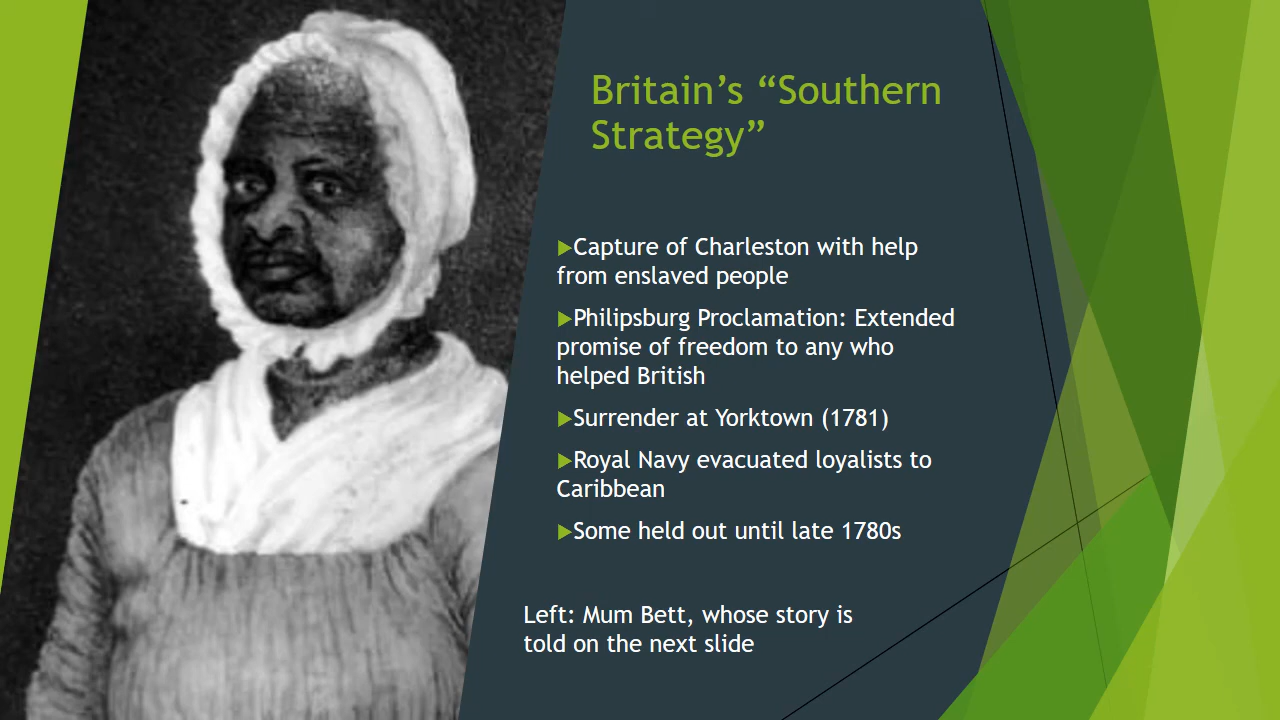 Britain’s “Southern
Strategy”
Capture of Charleston with help
from enslaved people
Philipsburg Proclamation: Extended
promise of freedom to any who
helped British
Surrender at Yorktown (1781)
Royal Navy evacuated loyalists to
Caribbean
Some held out until late 1780s
Left: Mum Bett, whose story is
told on the next slide